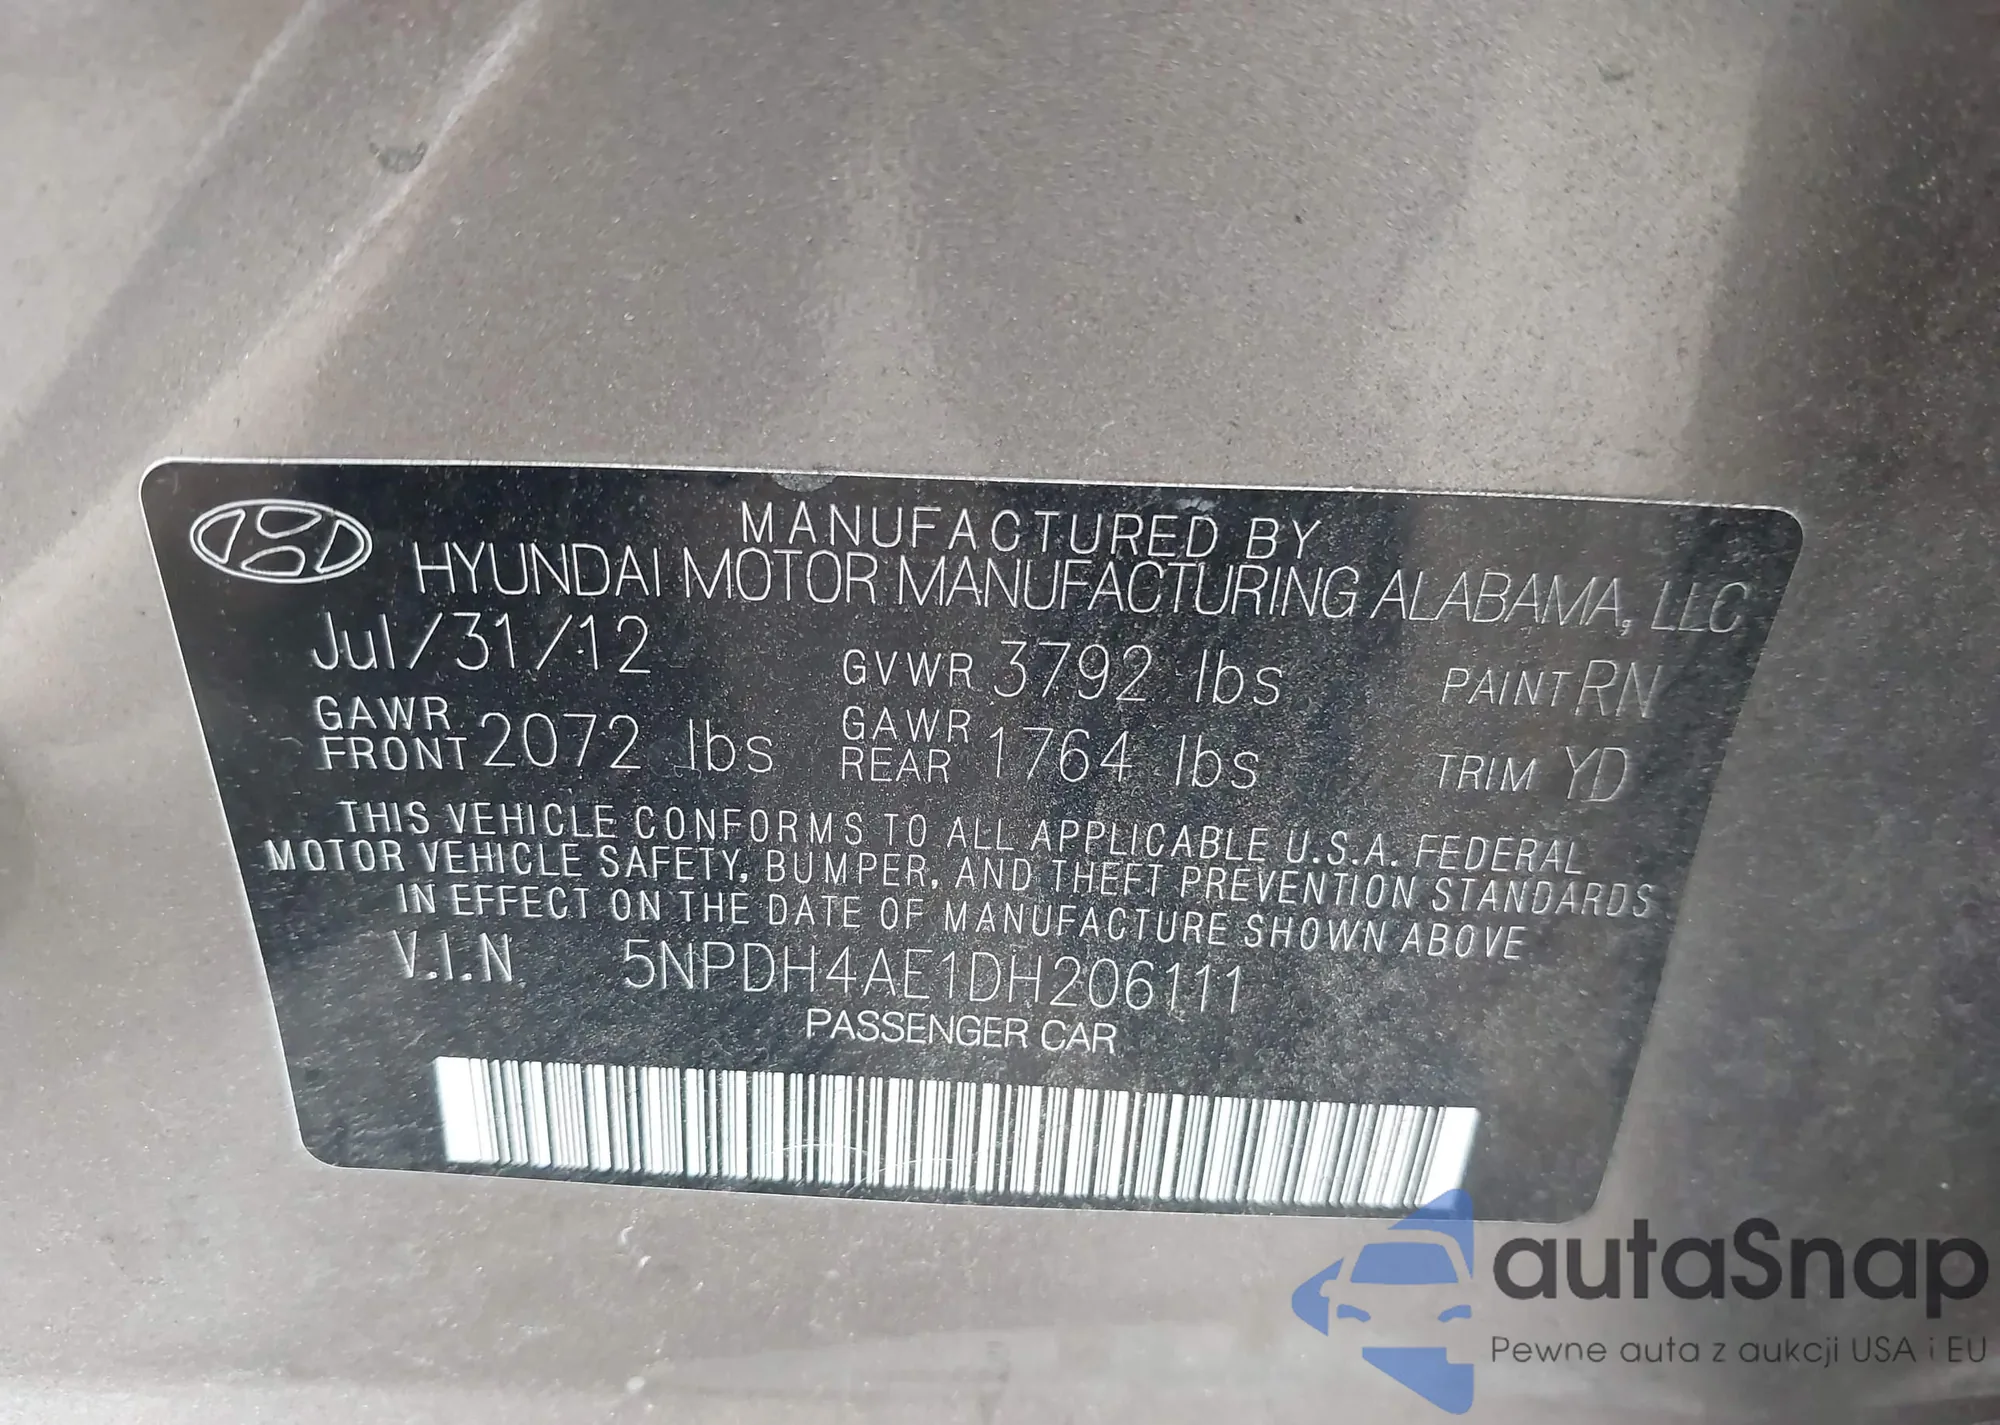 MANUFACTURED BY
HYUNDAI MOTOR MANUFACTURING ALABAMA, LLC
Jul/31/12 GVWR 3792 lbs PAINT RN
GAWR FRONT 2072 lbs GAWR REAR 1764 lbs TRIM YD
THIS VEHICLE CONFORMS TO ALL APPLICABLE U.S.A. FEDERAL
MOTOR VEHICLE SAFETY, BUMPER, AND THEFT PREVENTION STANDARDS
IN EFFECT ON THE DATE OF MANUFACTURE SHOWN ABOVE
V.I.N 5NPDH4AE1DH206111
PASSENGER CAR
autaSnap
Pewne auta z aukcji USA i EU